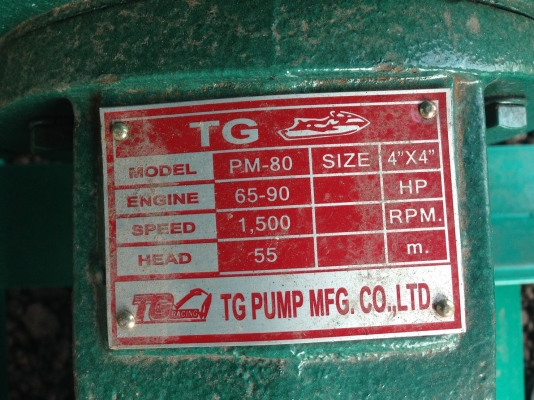 TG
MODEL PM-80 SIZE 4"X4"
ENGINE 65-90 HP
SPEED 1,500 RPM.
HEAD 55 m.
TG RACING TG PUMP MFG. CO.,LTD